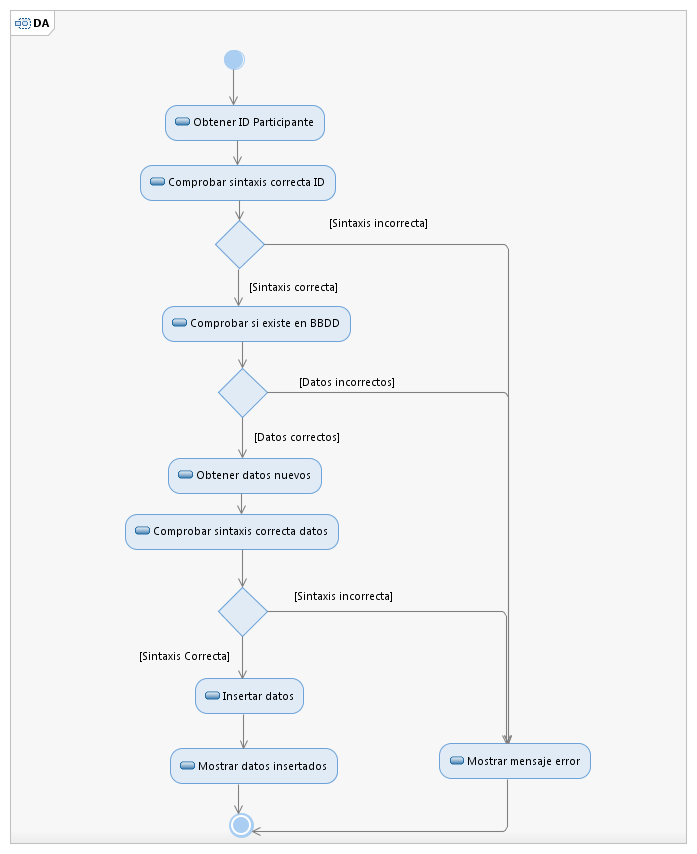 DA
Obtener ID Participante
Comprobar sintaxis correcta ID
[Sintaxis incorrecta]
[Sintaxis correcta]
Comprobar si existe en BBDD
[Datos incorrectos]
[Datos correctos]
Obtener datos nuevos
Comprobar sintaxis correcta datos
[Sintaxis incorrecta]
[Sintaxis Correcta]
Insertar datos
Mostrar datos insertados
Mostrar mensaje error